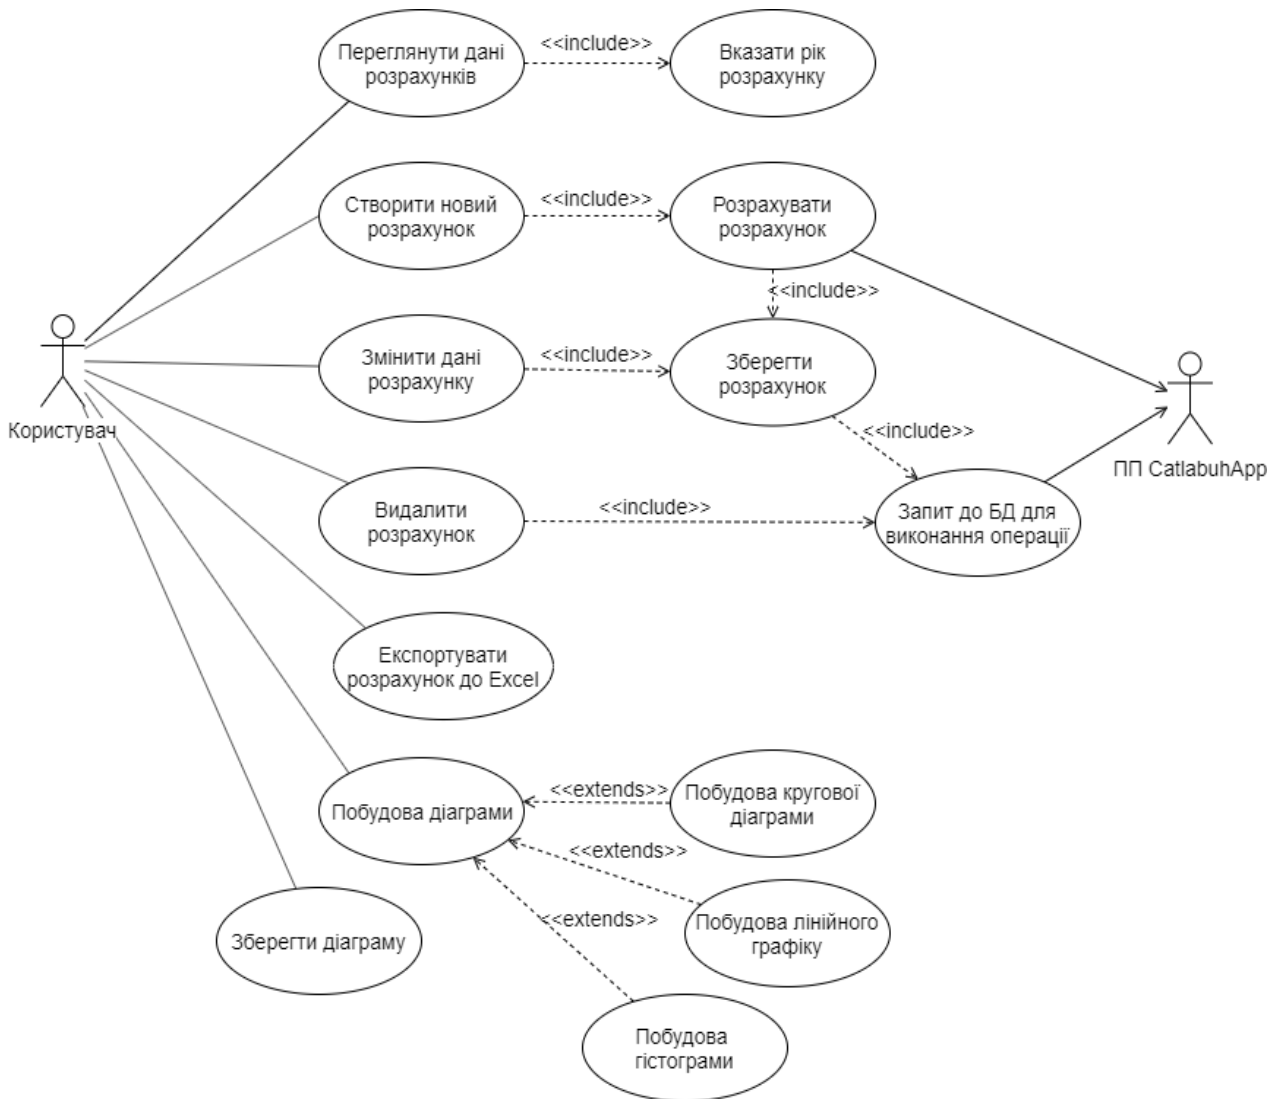 Переглянути дані
розрахунків
<<include>>
Вказати рік
розрахунку
Створити новий
розрахунок
<<include>>
Розрахувати
розрахунок
<<include>>
Змінити дані
розрахунку
<<include>>
Зберегти
розрахунок
Користувач
<<include>>
ПП CatlabuhApp
Видалити
розрахунок
<<include>>
Запит до БД для
виконання операції
Експортувати
розрахунок до Excel
Побудова діаграми
<<extends>>
Побудова кругової
діаграми
<<extends>>
Побудова лінійного
графіку
<<extends>>
Зберегти діаграму
Побудова
гістограми